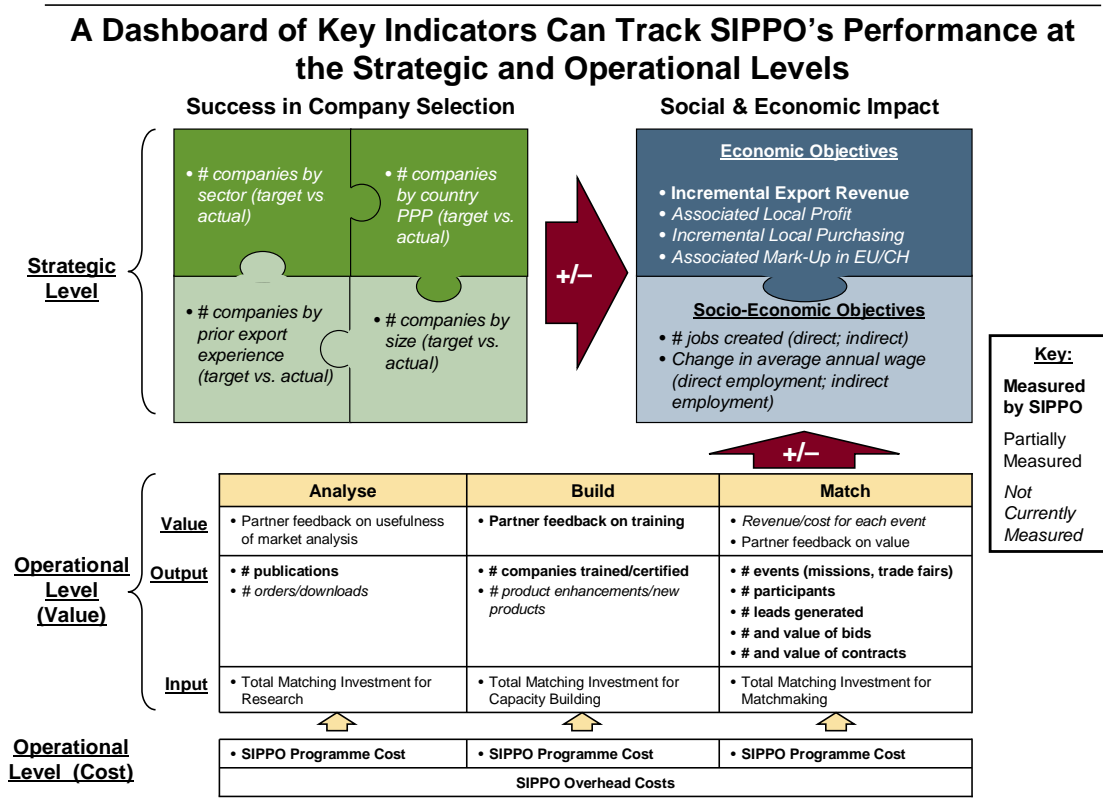 A Dashboard of Key Indicators Can Track SIPPO's Performance at
the Strategic and Operational Levels
Success in Company Selection
Social & Economic Impact
Strategic
Level
• # companies by
sector (target vs
actual)
• # companies
by country
PPP (target vs.
actual)
• # companies by
prior export
experience
(target vs. actual)
• # companies by
size (target vs.
actual)
+/–
Economic Objectives
• Incremental Export Revenue
• Associated Local Profit
• Incremental Local Purchasing
• Associated Mark-Up in EU/CH
Socio-Economic Objectives
• # jobs created (direct; indirect)
• Change in average annual wage
(direct employment; indirect
employment)
+/–
Key:
Measured
by SIPPO
Partially
Measured
Not
Currently
Measured
Operational
Level
(Value)
Analyse
Build
Match
Value
• Partner feedback on usefulness
of market analysis
• Partner feedback on training
• Revenue/cost for each event
• Partner feedback on value
Output
• # publications
• # orders/downloads
• # companies trained/certified
• # product enhancements/new
products
• # events (missions, trade fairs)
• # participants
• # leads generated
• # and value of bids
• # and value of contracts
Input
• Total Matching Investment for
Research
• Total Matching Investment for
Capacity Building
• Total Matching Investment for
Matchmaking
Operational
Level (Cost)
• SIPPO Programme Cost
• SIPPO Programme Cost
• SIPPO Programme Cost
SIPPO Overhead Costs